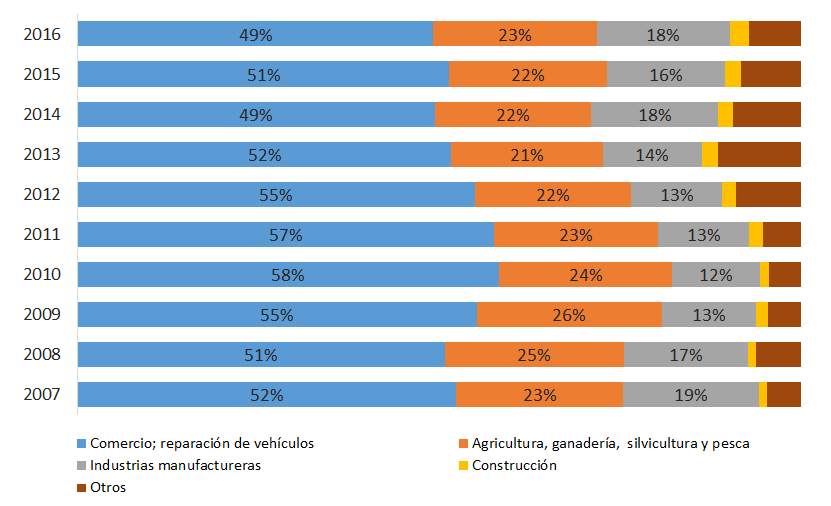 2016 49% 23% 18%
2015 51% 22% 16%
2014 49% 22% 18%
2013 52% 21% 14%
2012 55% 22% 13%
2011 57% 23% 13%
2010 58% 24% 12%
2009 55% 26% 13%
2008 51% 25% 17%
2007 52% 23% 19%
Comercio; reparación de vehículos Agricultura, ganadería, silvicultura y pesca
Industrias manufactureras Construcción
Otros